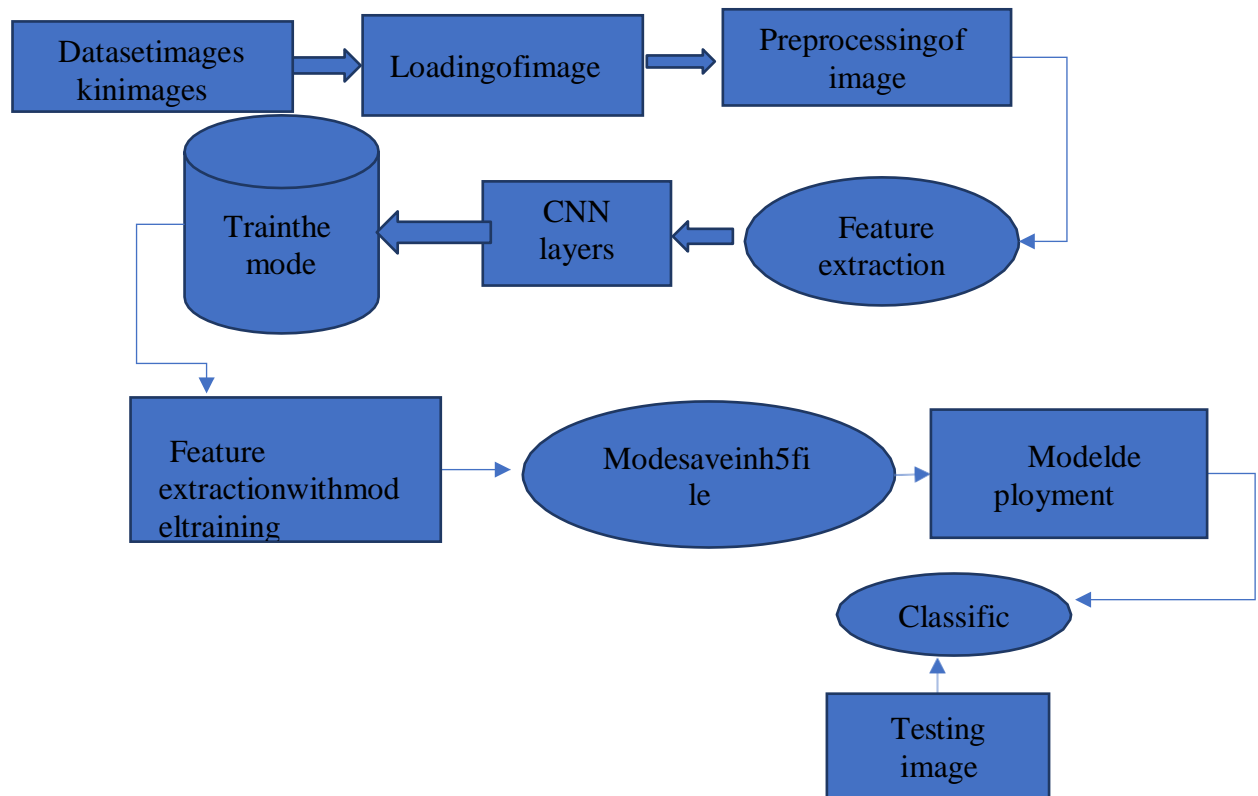 Datasetimages
kinimages
Loadingofimage
Preprocessingof
image
Feature
extraction
CNN
layers
Trainthe
mode
Feature
extractionwithmod
eltraining
Modesaveinh5fi
le
Modelde
ployment
Classific
Testing
image